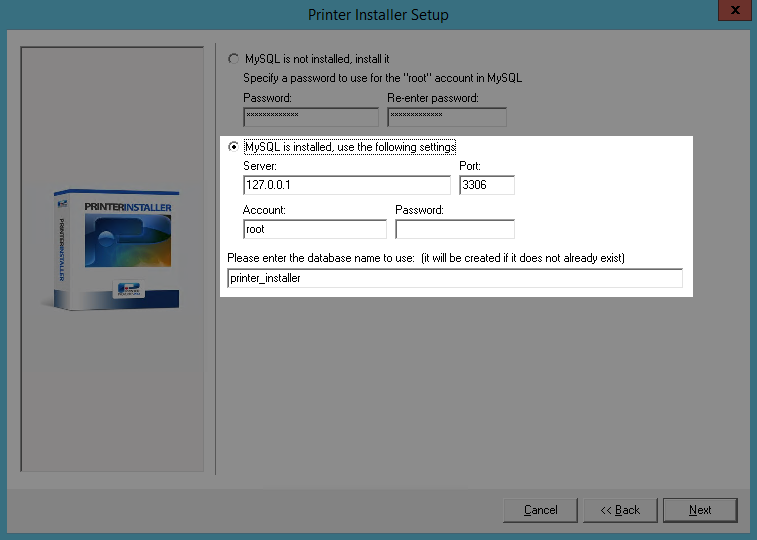 Printer Installer Setup
x
MySQL is not installed, install it
Specify a password to use for the "root" account in MySQL
Password: Re-enter password:
************* *************
MySQL is installed, use the following settings
Server: Port:
127.0.0.1 3306
Account: Password:
root
Please enter the database name to use: (it will be created if it does not already exist)
printer_installer
PRINTERINSTALLER
PRINTERINSTALLER
Cancel << Back Next